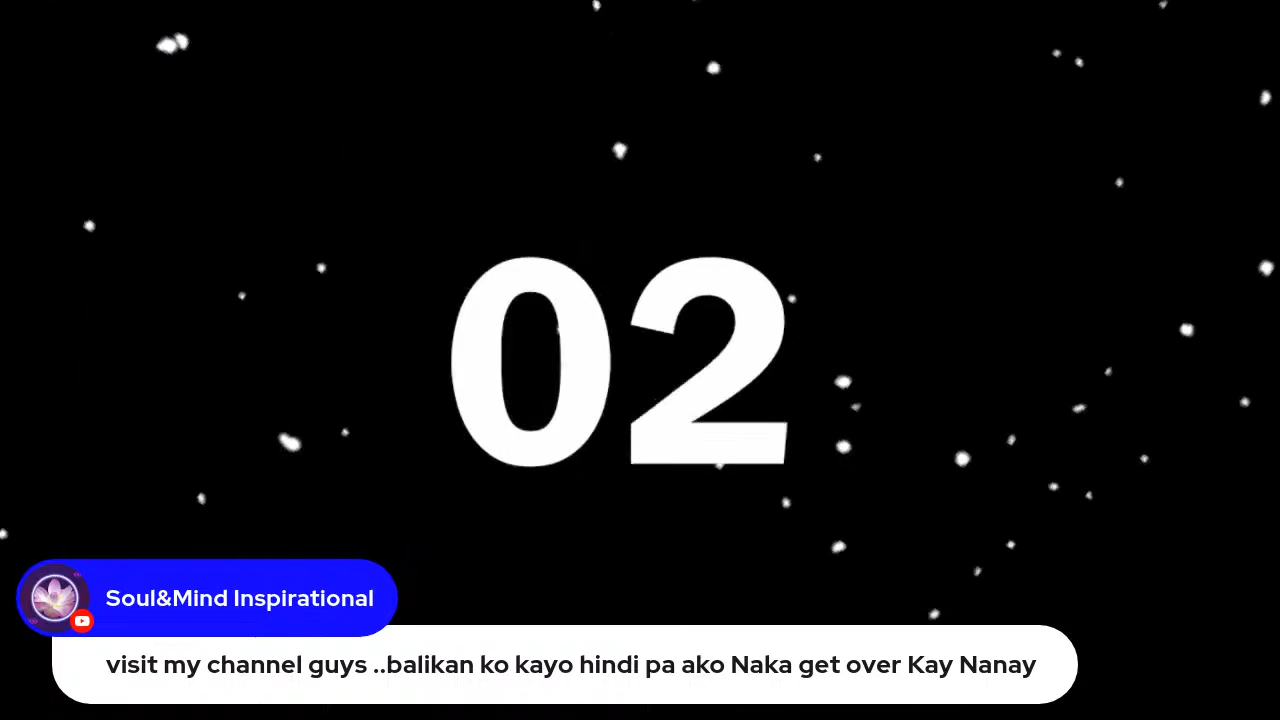 02
Soul&Mind Inspirational
visit my channel guys ..balikan ko kayo hindi pa ako Naka get over Kay Nanay